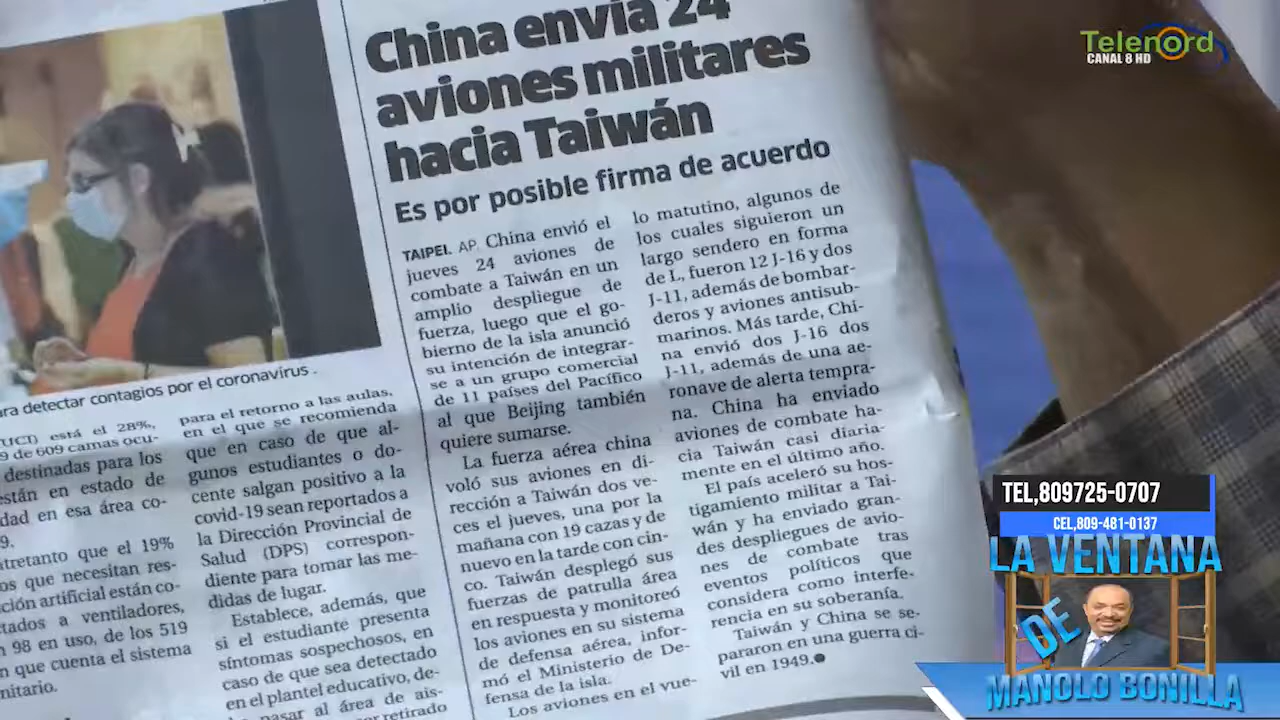 China envía 24
aviones militares
hacia Taiwán
Es por posible firma de acuerdo
TAIPEI. AP. China envió el
jueves 24 aviones de
combate a Taiwán en un
amplio despliegue de
fuerza, luego que el go-
bierno de la isla anunció
su intención de integrar-
se a un grupo comercial
de 11 países del Pacífico
al que Beijing también
quiere sumarse.
La fuerza aérea china
voló sus aviones en di-
rección a Taiwán dos ve-
ces el jueves, una por la
mañana con 19 cazas y de
nuevo en la tarde con cin-
co. Taiwán desplegó sus
fuerzas de patrulla área
en respuesta y monitoreó
los aviones en su sistema
de defensa aérea, infor-
mó el Ministerio de De-
fensa de la isla.
Los aviones en el vue-
lo matutino, algunos de
los cuales siguieron un
largo sendero en forma
de L, fueron 12 J-16 y dos
J-11, además de bombar-
deros y aviones antisub-
marinos. Más tarde, Chi-
na envió dos J-16 dos
J-11, además de una ae-
ronave de alerta tempra-
na. China ha enviado
aviones de combate ha-
cia Taiwán casi diaria-
mente en el último año.
El país aceleró su hos-
tigamiento militar a Tai-
wán y ha enviado gran-
des despliegues de avio-
nes de combate tras
eventos políticos que
considera como interfe-
rencia en su soberanía.
Taiwán y China se se-
pararon en una guerra ci-
vil en 1949.
ara detectar contagios por el coronavirus .
UCI) está el 28%,
9 de 609 camas ocu-
destinadas para los
están en estado de
dad en esa área co-
9.
tretanto que el 19%
os que necesitan res-
ción artificial están co-
tados a ventiladores,
n 98 en uso, de los 519
n que cuenta el sistema
nitario.
para el retorno a las aulas,
en el que se recomienda
que en caso de que al-
gunos estudiantes o do-
cente salgan positivo a la
covid-19 sean reportados a
la Dirección Provincial de
Salud (DPS) correspon-
diente para tomar las me-
didas de lugar.
Establece, además, que
si el estudiante presenta
síntomas sospechosos, en
caso de que sea detectado
en el plantel educativo, de-
pasar al área de ais-
retirado
Telenord
CANAL 8 HD
TEL,809725-0707
CEL,809-481-0137
LA VENTANA
DE
MANOLO BONILLA